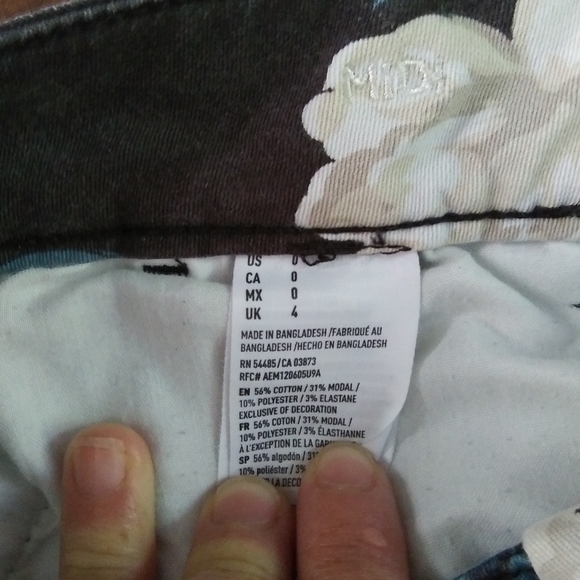 MiDi
US 0
CA 0
MX 0
UK 4
MADE IN BANGLADESH / FABRIQUÉ AU
BANGLADESH / HECHO EN BANGLADESH
RN 54485 / CA 03873
RFC# AEM120605U9A
EN 56% COTTON / 31% MODAL /
10% POLYESTER / 3% ELASTANE
EXCLUSIVE OF DECORATION
FR 56% COTON / 31% MODAL /
10% POLYESTER / 3% ÉLASTHANNE
À L'EXCEPTION DE LA
SP 56% algodón /
10% poliéster / 3%
LA